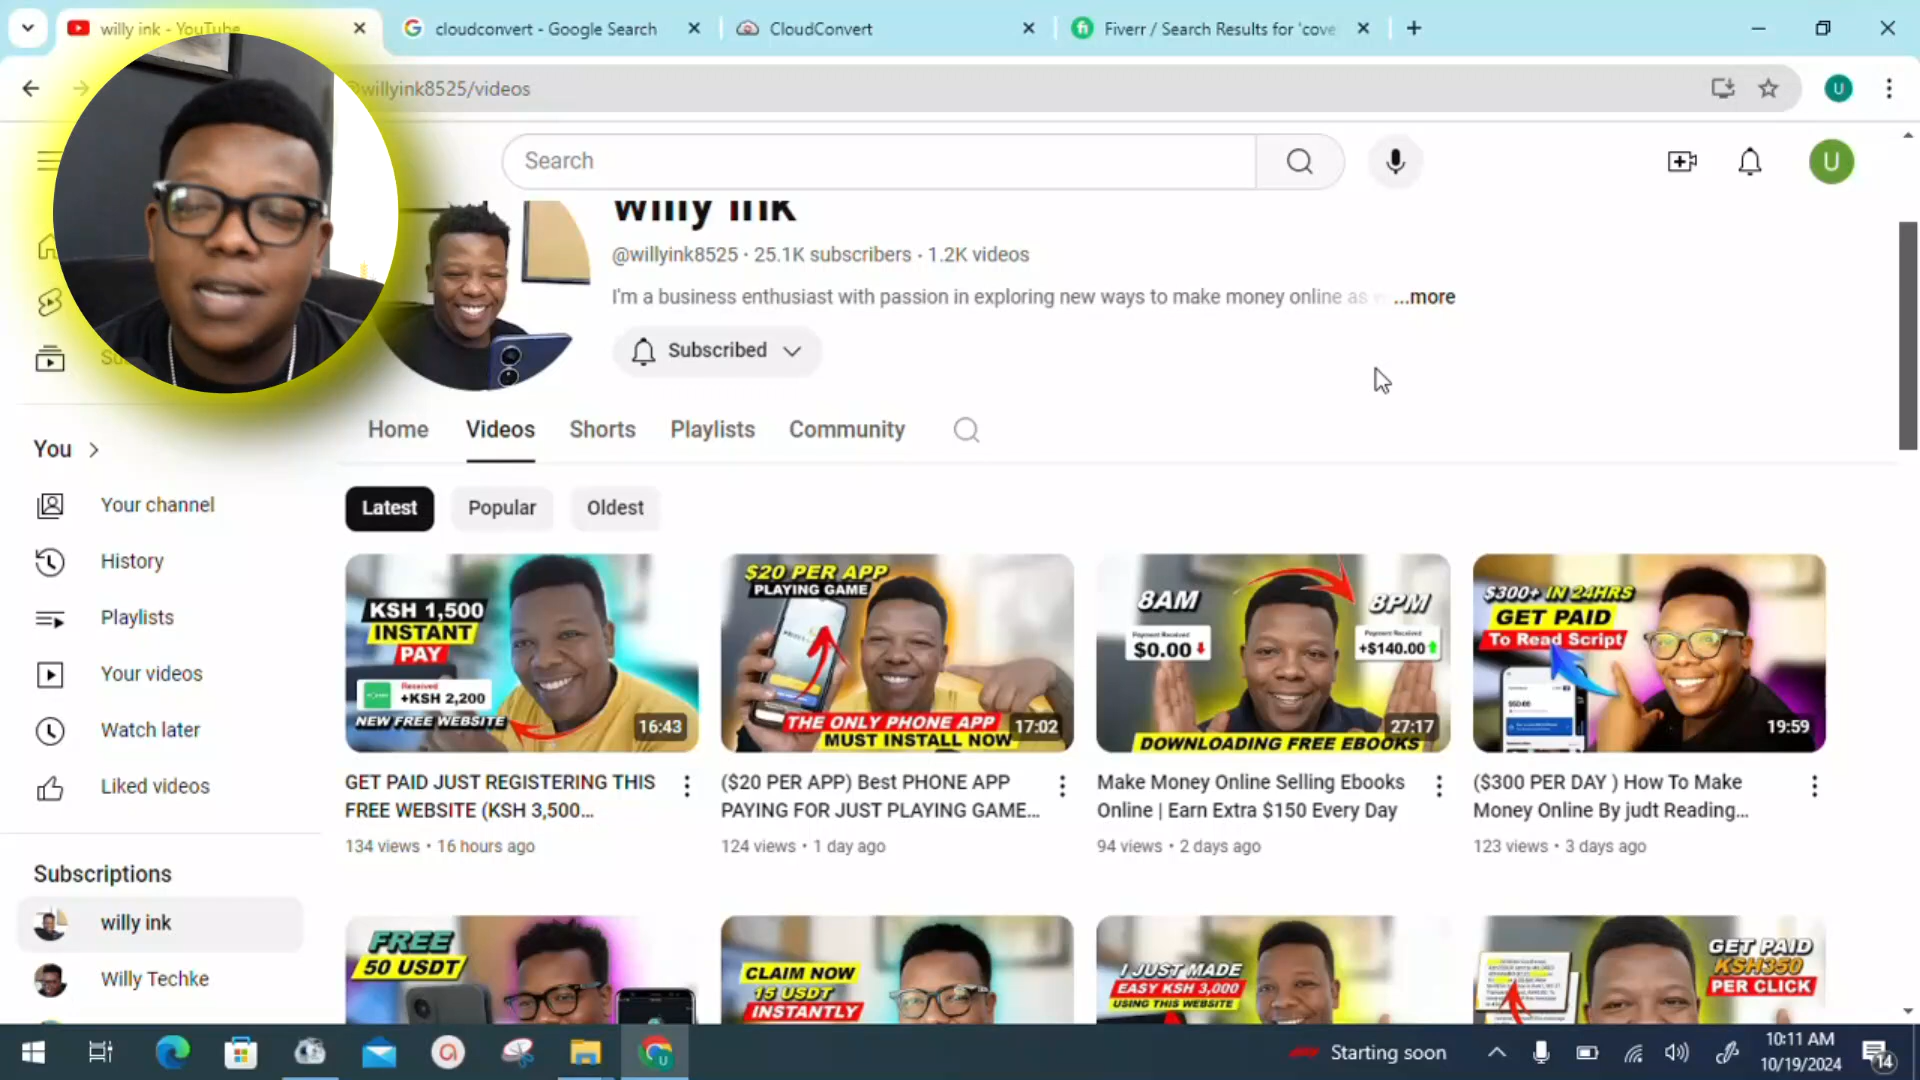 willy ink - YouTube
cloudconvert - Google Search
CloudConvert
Fiverr / Search Results for 'cove
@willyink8525/videos
Search
U
U
willy ink
@willyink8525 · 25.1K subscribers · 1.2K videos
I'm a business enthusiast with passion in exploring new ways to make money online as ...more
Subscribed
Home
Videos
Shorts
Playlists
Community
You
Your channel
History
Playlists
Your videos
Watch later
Liked videos
Subscriptions
willy ink
Willy Techke
Latest
Popular
Oldest
KSH 1,500
INSTANT
PAY
Received
+KSH 2,200
NEW FREE WEBSITE
16:43
GET PAID JUST REGISTERING THIS
FREE WEBSITE (KSH 3,500...
134 views • 16 hours ago
$20 PER APP
PLAYING GAME
THE ONLY PHONE APP
MUST INSTALL NOW
17:02
($20 PER APP) Best PHONE APP
PAYING FOR JUST PLAYING GAME...
124 views • 1 day ago
8AM
8PM
Payment Received
$0.00
Payment Received
+$140.00
DOWNLOADING FREE EBOOKS
27:17
Make Money Online Selling Ebooks
Online | Earn Extra $150 Every Day
94 views • 2 days ago
$300+ IN 24HRS
GET PAID
To Read Script
19:59
($300 PER DAY ) How To Make
Money Online By judt Reading...
123 views • 3 days ago
FREE
50 USDT
CLAIM NOW
15 USDT
INSTANTLY
I JUST MADE
EASY KSH 3,000
USING THIS WEBSITE
GET PAID
KSH350
PER CLICK
Starting soon
10:11 AM
10/19/2024
14